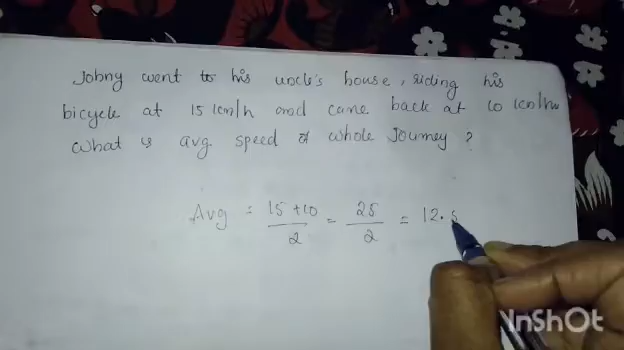 Johny went to his uncle's house, riding his
bicycle at 15 km/h and came back at 10 km/hr
What is avg speed of whole Journey ?
Avg = 15 +10 / 2 = 25 / 2 = 12.5
InShOt